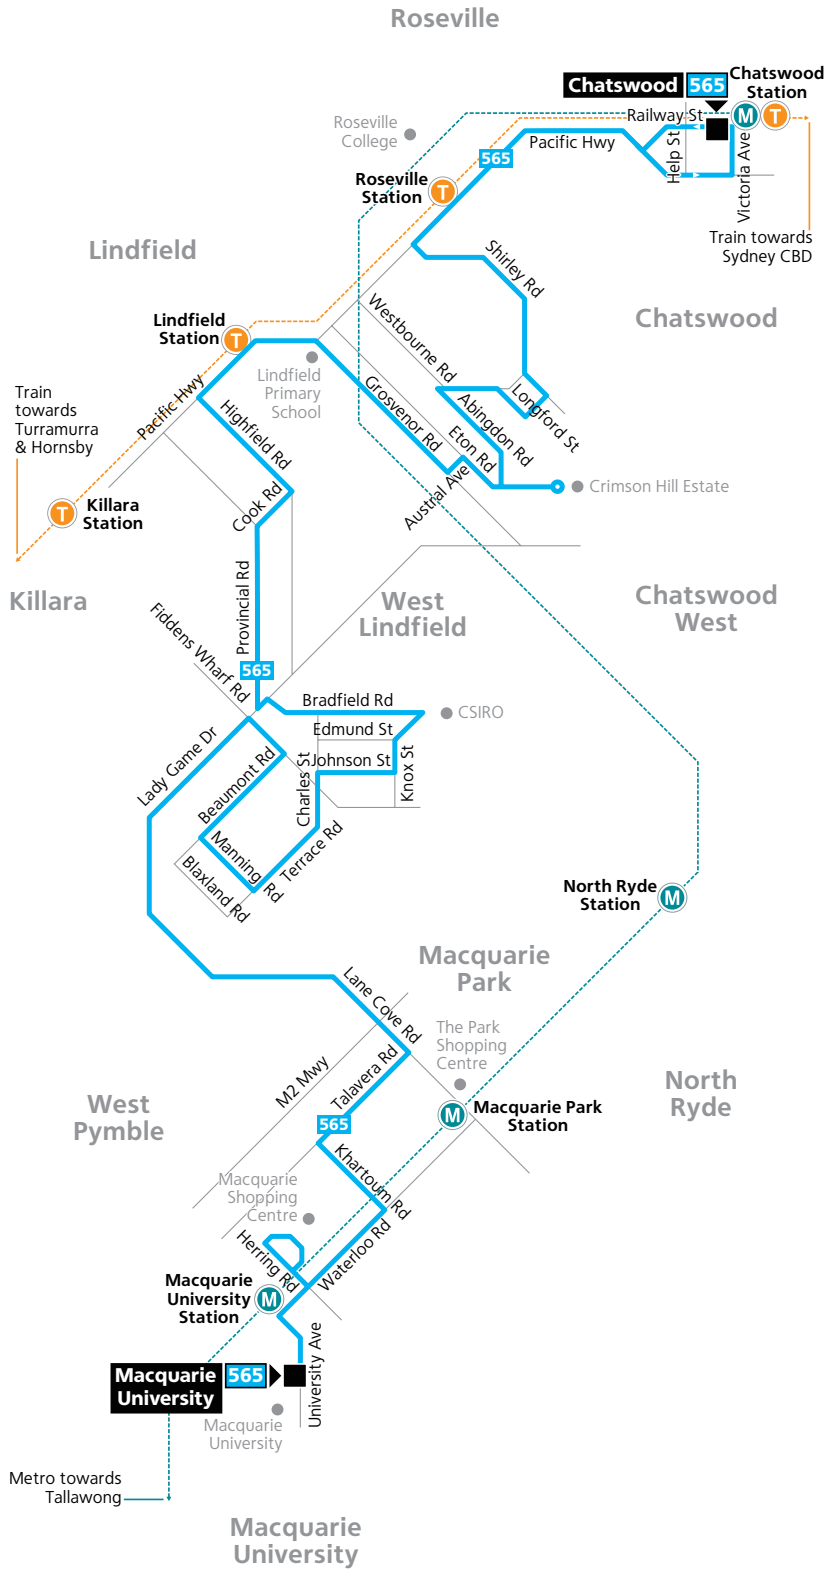 Roseville
Chatswood
565
Chatswood
Station
M
T
Railway St
Roseville
College
Pacific Hwy
Help St
Victoria Ave
565
Roseville
Station
T
Train towards
Sydney CBD
Lindfield
Shirley Rd
Chatswood
Westbourne Rd
Lindfield
Station
T
Lindfield
Primary
School
Train
towards
Turramurra
& Hornsby
Pacific Hwy
Highfield Rd
Grosvenor Rd
Abingdon Rd
Longford St
Eton Rd
Cook Rd
Austral Ave
Crimson Hill Estate
T
Killara
Station
Killara
Provincial Rd
West
Lindfield
Chatswood
West
Fiddens Wharf Rd
565
Bradfield Rd
CSIRO
Edmund St
Johnson St
Charles St
Knox St
Lady Game Dr
Beaumont Rd
Manning Rd
Terrace Rd
Blaxland Rd
North Ryde
Station
M
Macquarie
Park
Lane Cove Rd
The Park
Shopping
Centre
M2 Mwy
Talavera Rd
North
Ryde
West
Pymble
565
M
Macquarie Park
Station
Khartoum Rd
Macquarie
Shopping
Centre
Herring Rd
Waterloo Rd
Macquarie
University
Station
M
University Ave
Macquarie
University
565
Macquarie
University
Metro towards
Tallawong
Macquarie
University